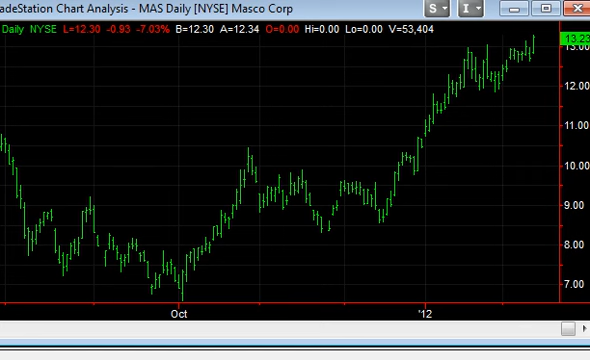 adeStation Chart Analysis - MAS Daily [NYSE] Masco Corp
S
I
Daily NYSE L=12.30 -0.93 -7.03% B=12.30 A=12.34 O=0.00 Hi=0.00 Lo=0.00 V=53,404
13.23
13.00
12.00
11.00
10.00
9.00
8.00
7.00
Oct '12